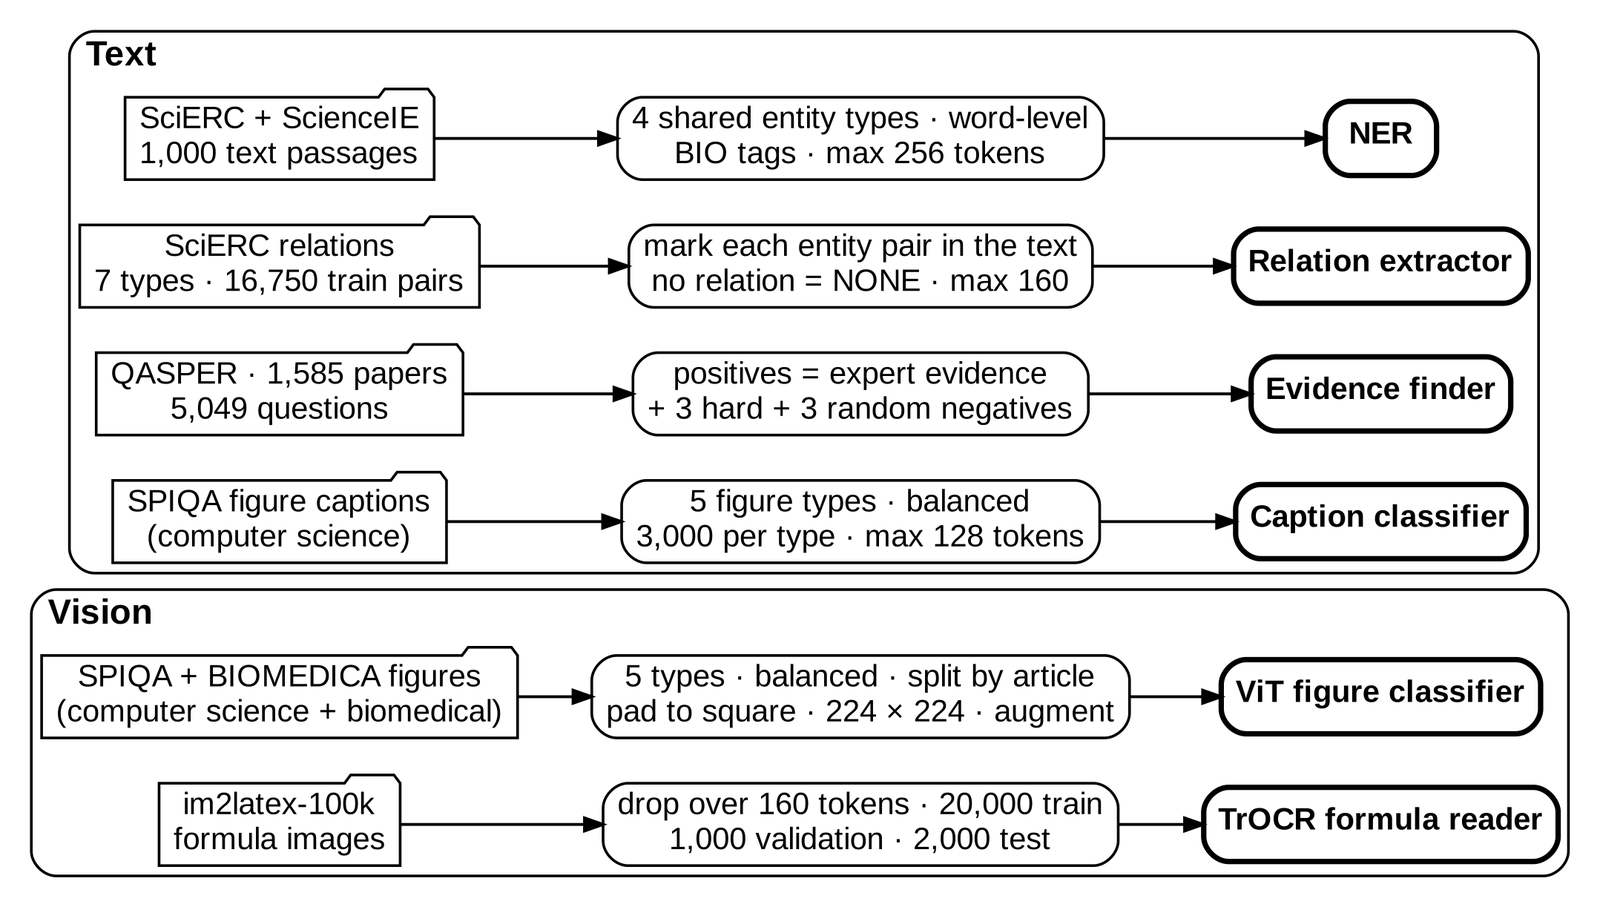 Text
SciERC + ScienceIE
1,000 text passages
4 shared entity types · word-level
BIO tags · max 256 tokens
NER
SciERC relations
7 types · 16,750 train pairs
mark each entity pair in the text
no relation = NONE · max 160
Relation extractor
QASPER · 1,585 papers
5,049 questions
positives = expert evidence
+ 3 hard + 3 random negatives
Evidence finder
SPIQA figure captions
(computer science)
5 figure types · balanced
3,000 per type · max 128 tokens
Caption classifier
Vision
SPIQA + BIOMEDICA figures
(computer science + biomedical)
5 types · balanced · split by article
pad to square · 224 × 224 · augment
ViT figure classifier
im2latex-100k
formula images
drop over 160 tokens · 20,000 train
1,000 validation · 2,000 test
TrOCR formula reader